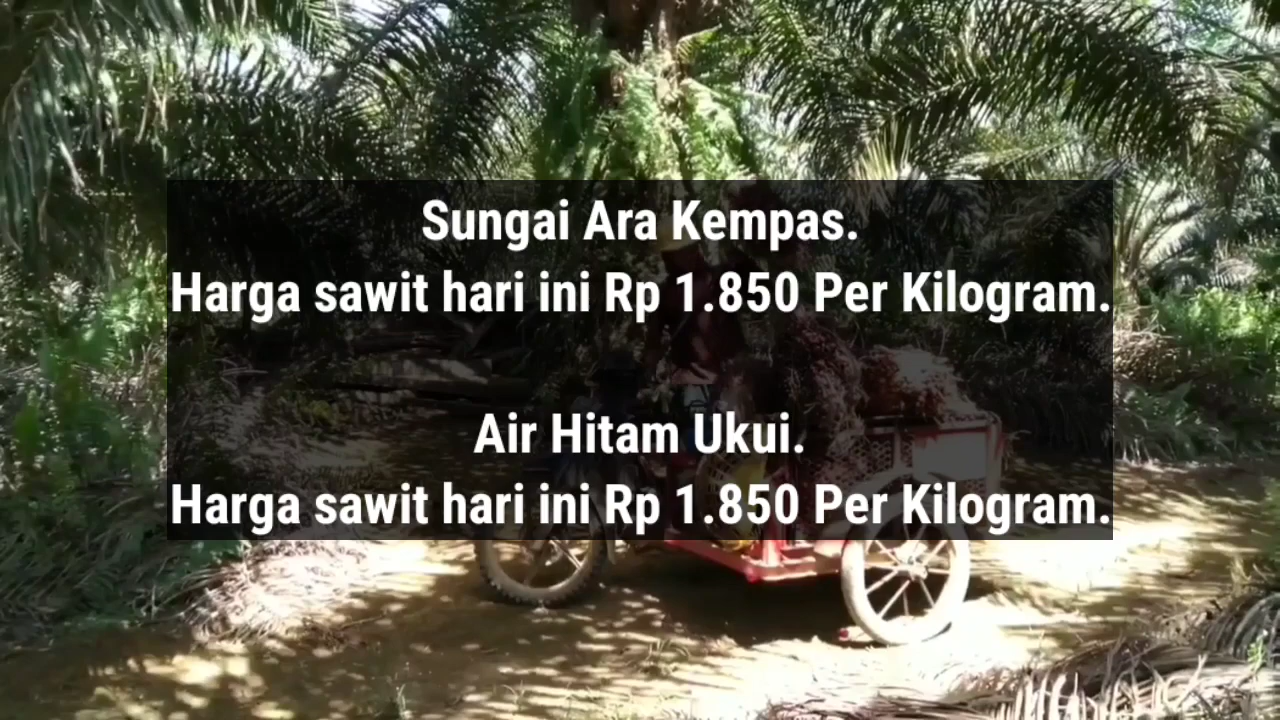 Sungai Ara Kempas.
Harga sawit hari ini Rp 1.850 Per Kilogram.
Air Hitam Ukui.
Harga sawit hari ini Rp 1.850 Per Kilogram.